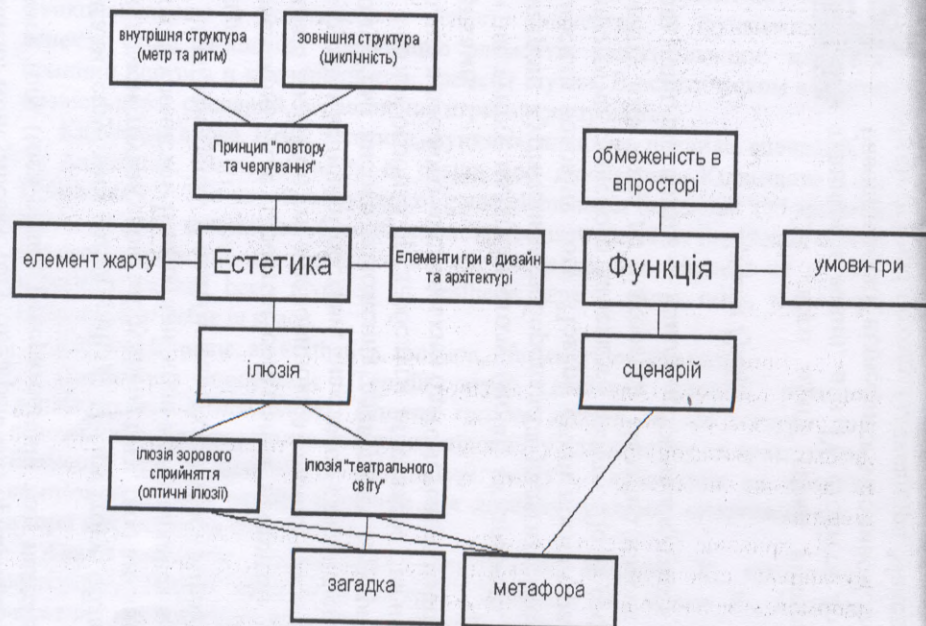 внутрішня структура
(метр та ритм)
зовнішня структура
(циклічність)
Принцип "повтору
та чергування"
обмеженість в
впросторі
елемент жарту
Естетика
Елементи гри в дизайн
та архітектурі
Функція
умови-гри
ілюзія
сценарій
ілюзія зорового
сприйняття
(оптичні ілюзії)
ілюзія "театрального
світу"
загадка
метафора